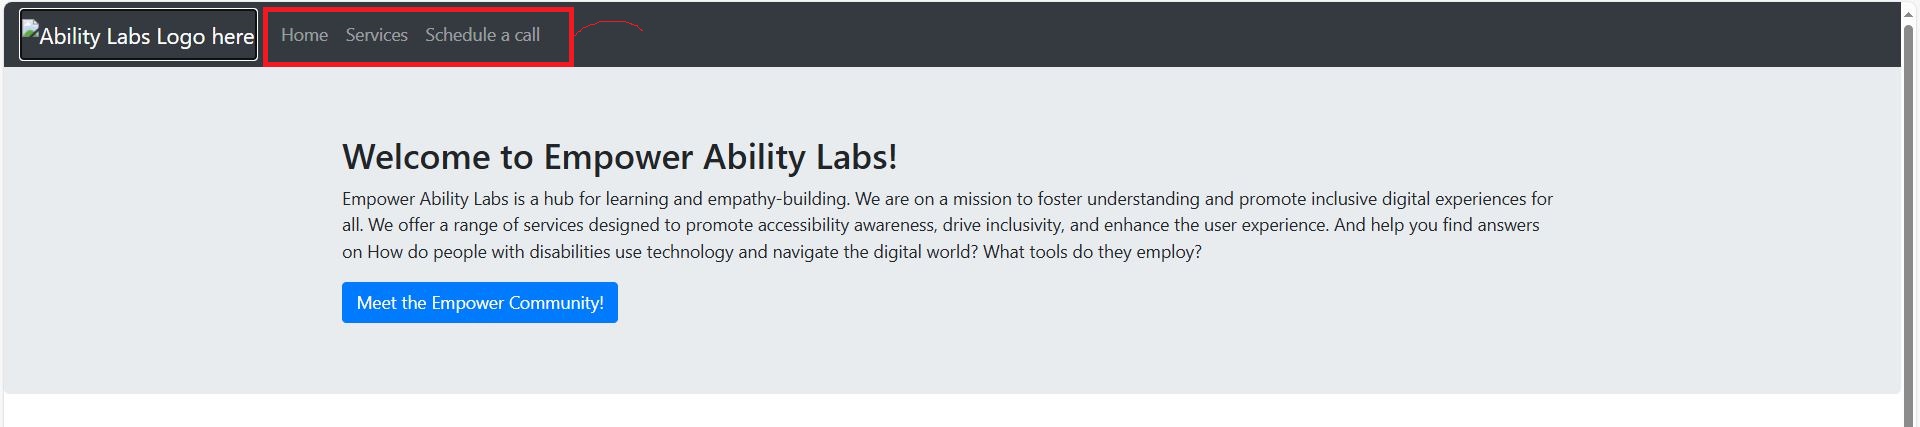 Ability Labs Logo here Home Services Schedule a call
Welcome to Empower Ability Labs!
Empower Ability Labs is a hub for learning and empathy-building. We are on a mission to foster understanding and promote inclusive digital experiences for
all. We offer a range of services designed to promote accessibility awareness, drive inclusivity, and enhance the user experience. And help you find answers
on How do people with disabilities use technology and navigate the digital world? What tools do they employ?
Meet the Empower Community!